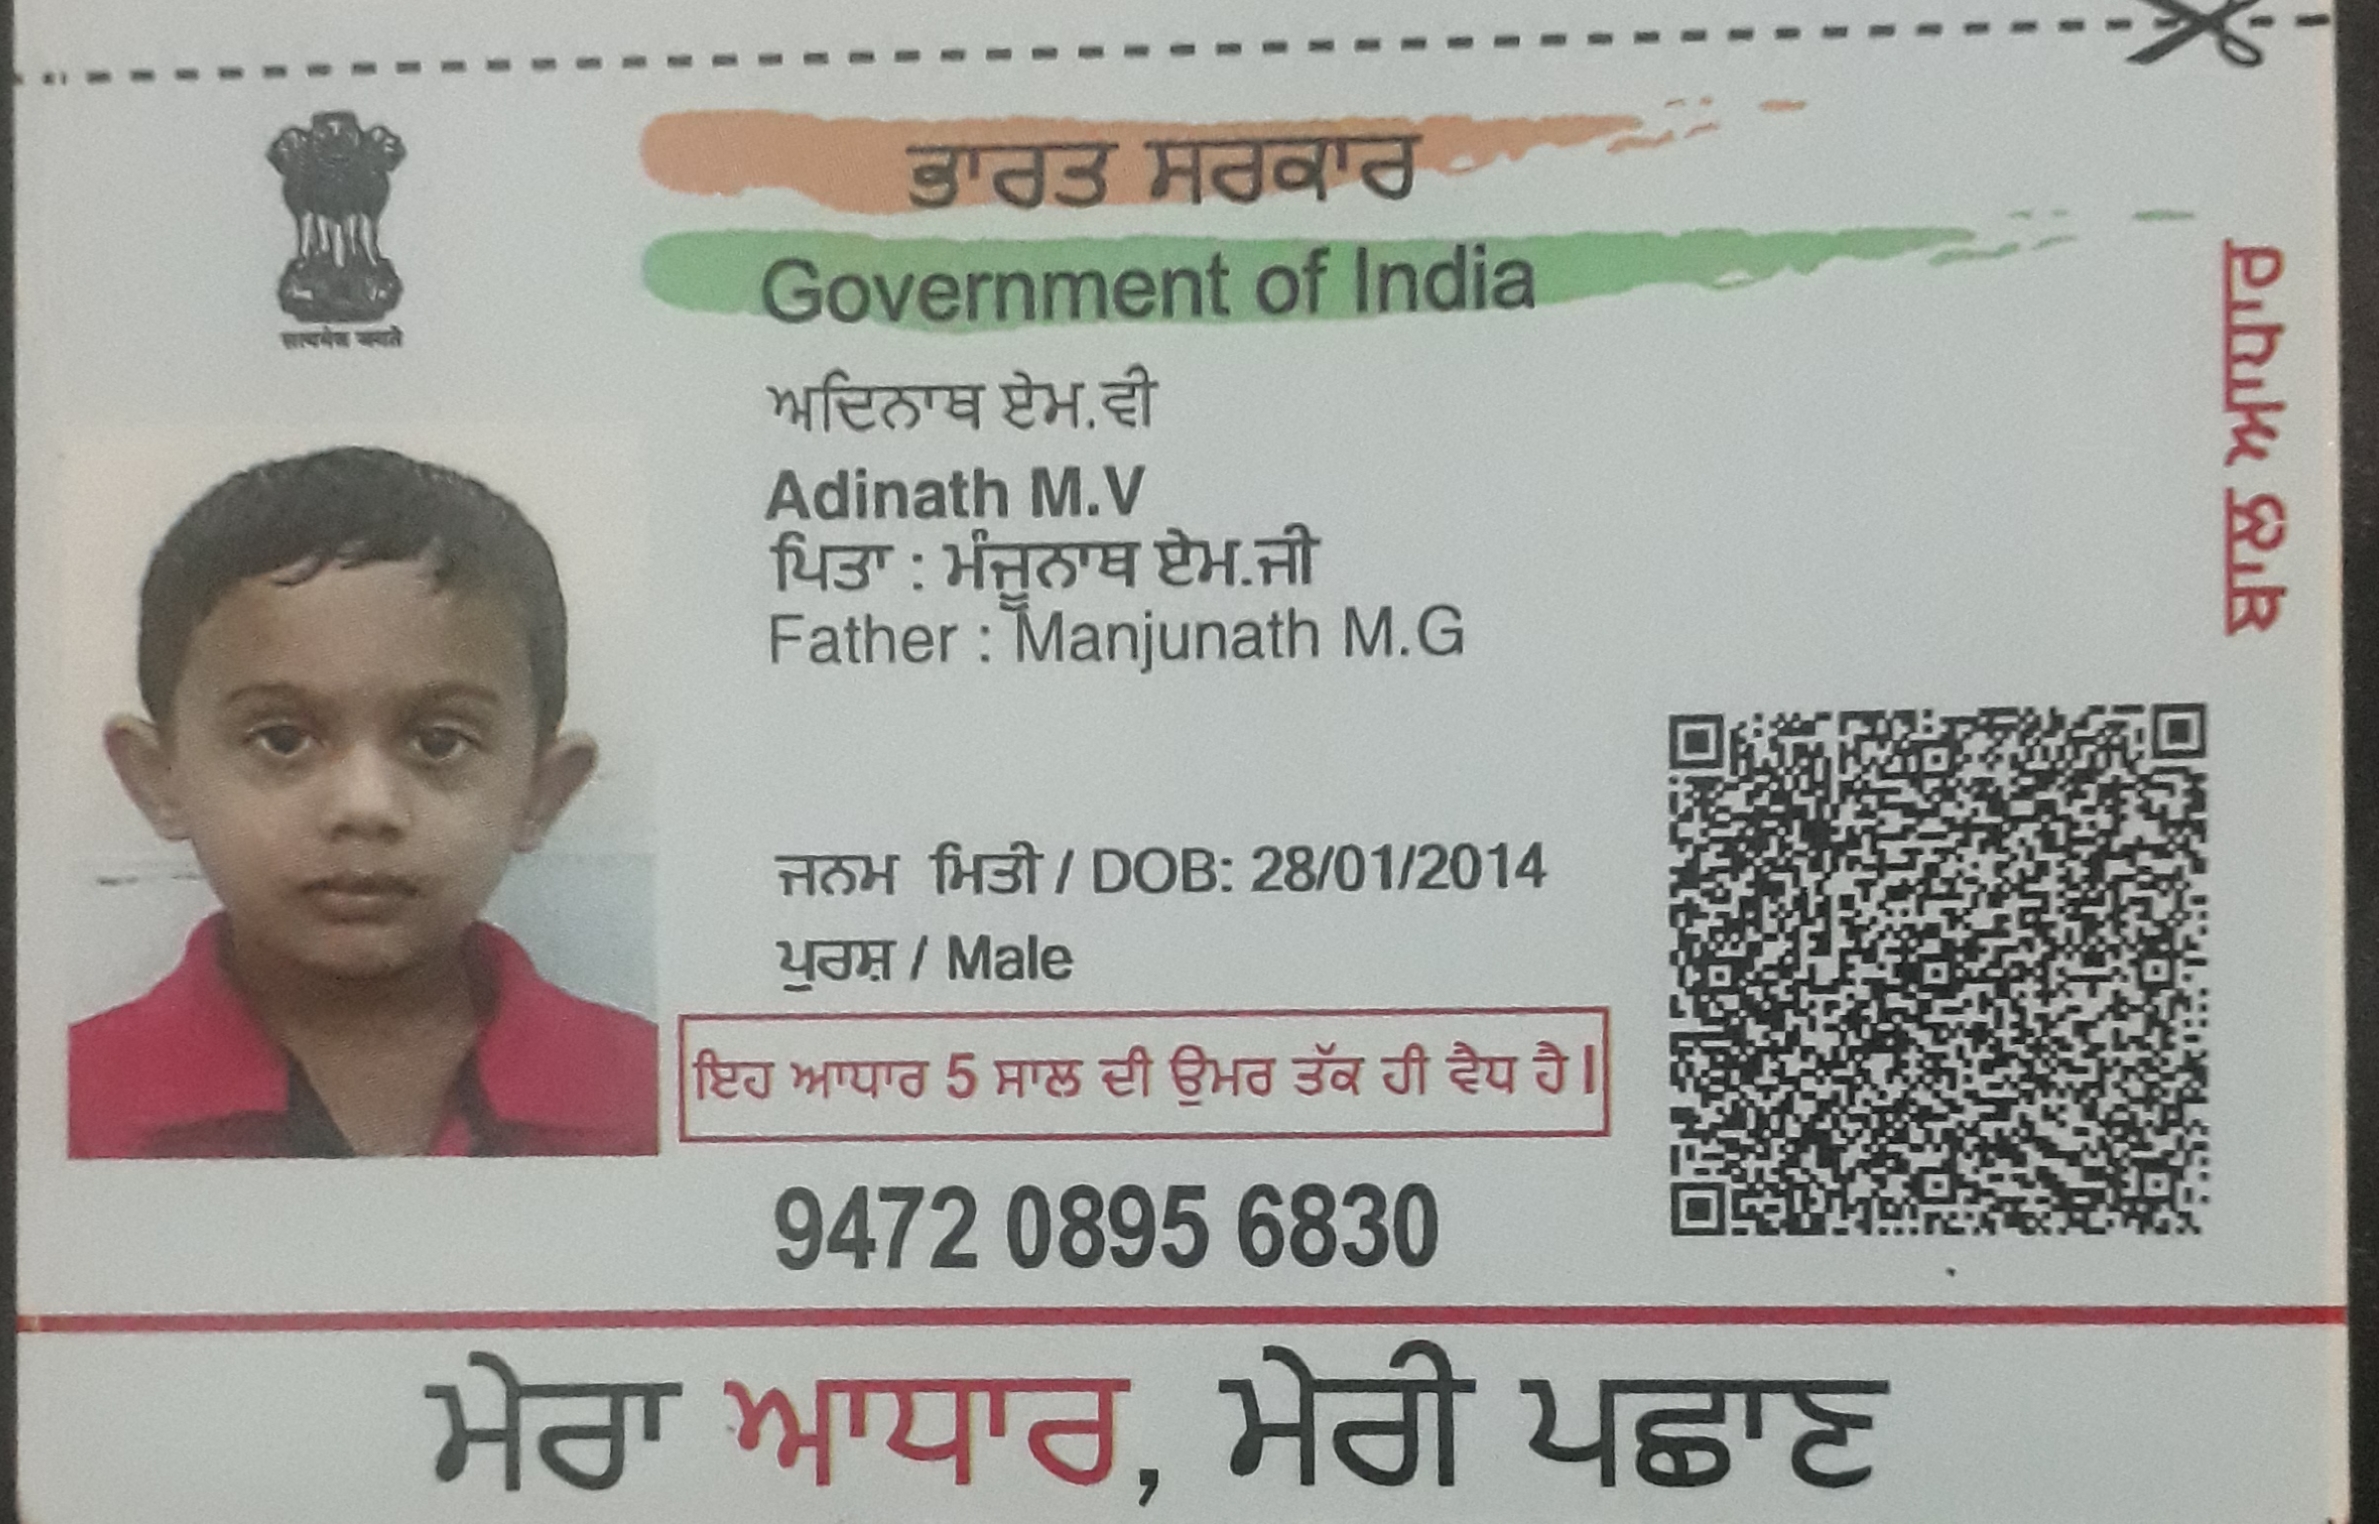 ਭਾਰਤ ਸਰਕਾਰ
Government of India
सत्यमेव जयते
ਅਦਿਨਾਥ ਏਮ.ਵੀ
Adinath M.V
ਪਿਤਾ : ਮੰਜੂਨਾਥ ਏਮ.ਜੀ
Father : Manjunath M.G
ਜਨਮ ਮਿਤੀ / DOB: 28/01/2014
ਪੁਰਸ਼ / Male
ਇਹ ਆਧਾਰ 5 ਸਾਲ ਦੀ ਉਮਰ ਤੱਕ ਹੀ ਵੈਧ ਹੈ।
9472 0895 6830
ਬਾਲ ਆਧਾਰ
ਮੇਰਾ ਆਧਾਰ, ਮੇਰੀ ਪਛਾਣ